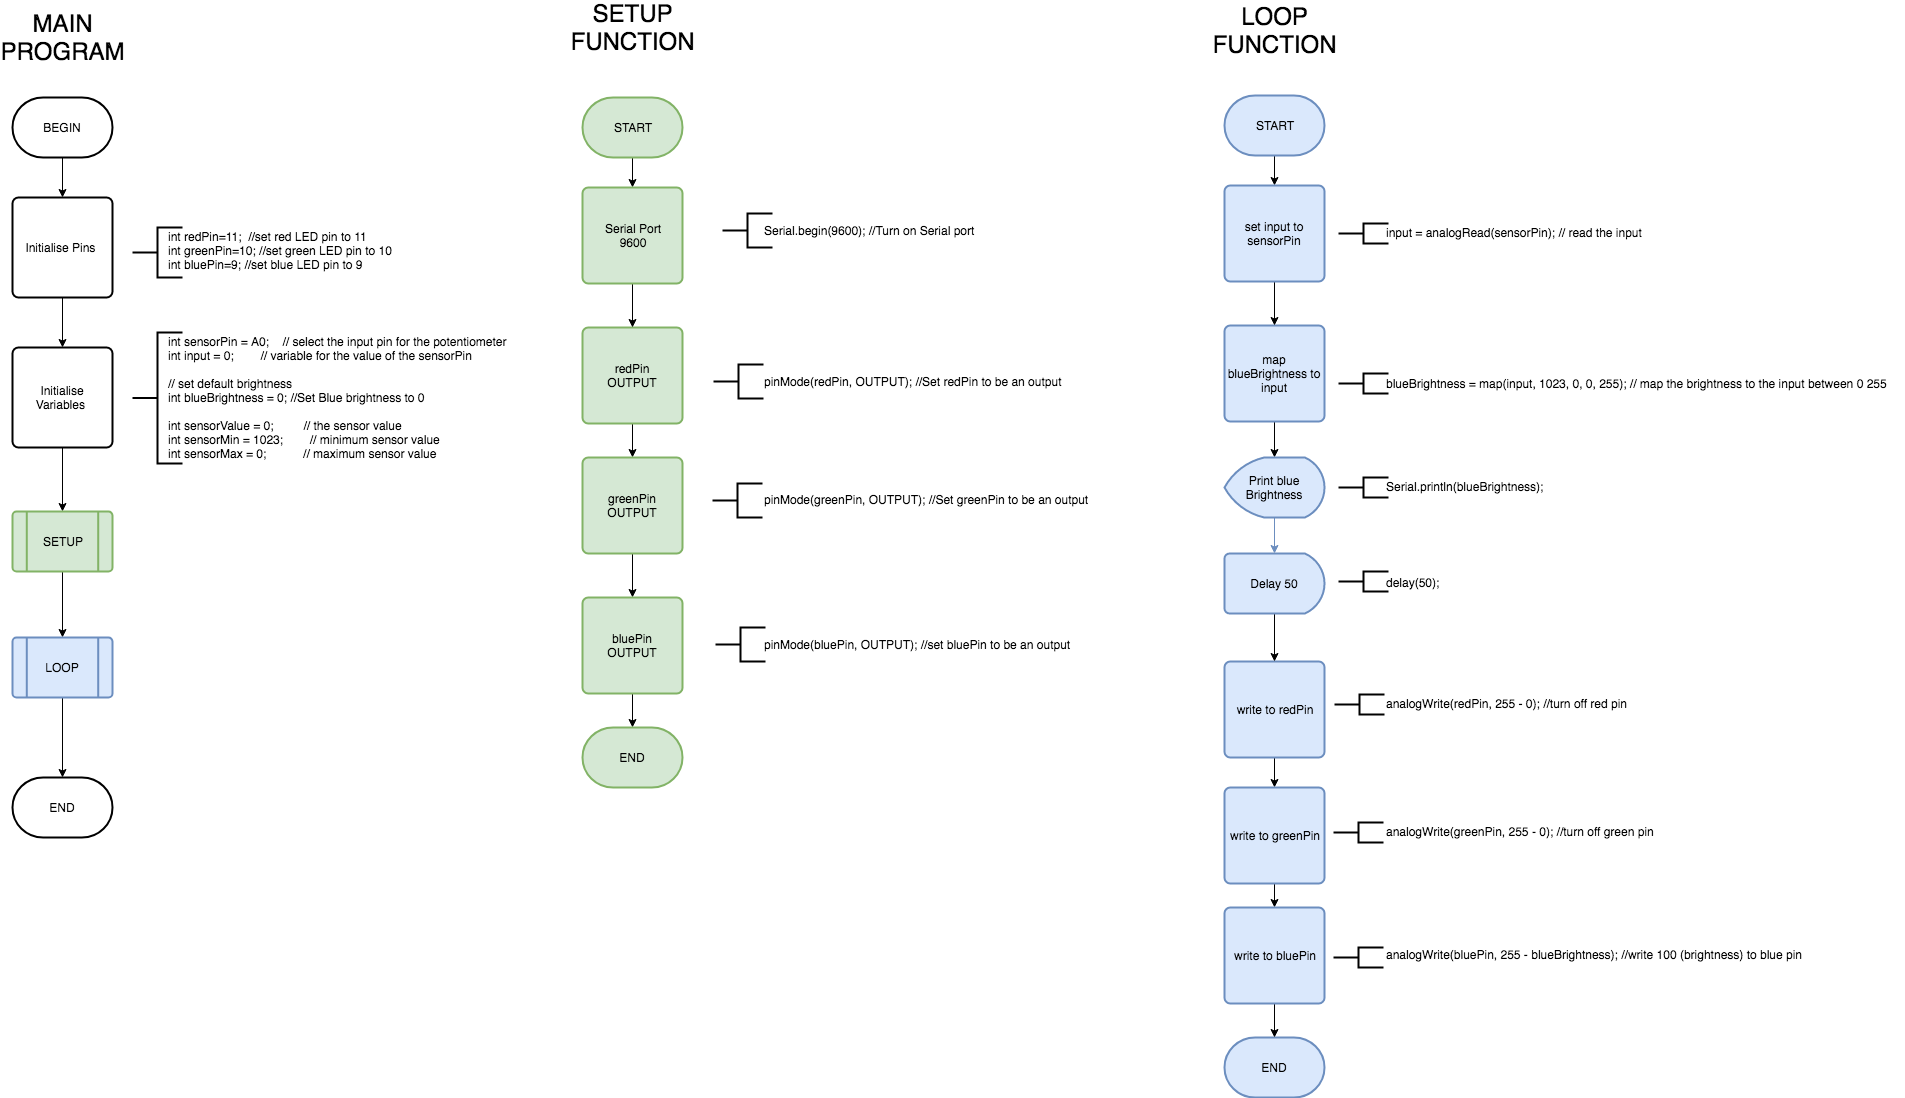 MAIN
PROGRAM
BEGIN
Initialise Pins
int redPin=11;  //set red LED pin to 11
int greenPin=10; //set green LED pin to 10
int bluePin=9; //set blue LED pin to 9
Initialise
Variables
int sensorPin = A0;    // select the input pin for the potentiometer
int input = 0;        // variable for the value of the sensorPin
// set default brightness
int blueBrightness = 0; //Set Blue brightness to 0
int sensorValue = 0;         // the sensor value
int sensorMin = 1023;        // minimum sensor value
int sensorMax = 0;           // maximum sensor value
SETUP
LOOP
END
SETUP
FUNCTION
START
Serial Port
9600
Serial.begin(9600); //Turn on Serial port
redPin
OUTPUT
pinMode(redPin, OUTPUT); //Set redPin to be an output
greenPin
OUTPUT
pinMode(greenPin, OUTPUT); //Set greenPin to be an output
bluePin
OUTPUT
pinMode(bluePin, OUTPUT); //set bluePin to be an output
END
LOOP
FUNCTION
START
set input to
sensorPin
input = analogRead(sensorPin); // read the input
map
blueBrightness to
input
blueBrightness = map(input, 1023, 0, 0, 255); // map the brightness to the input between 0 255
Print blue
Brightness
Serial.println(blueBrightness);
Delay 50
delay(50);
write to redPin
analogWrite(redPin, 255 - 0); //turn off red pin
write to greenPin
analogWrite(greenPin, 255 - 0); //turn off green pin
write to bluePin
analogWrite(bluePin, 255 - blueBrightness); //write 100 (brightness) to blue pin
END